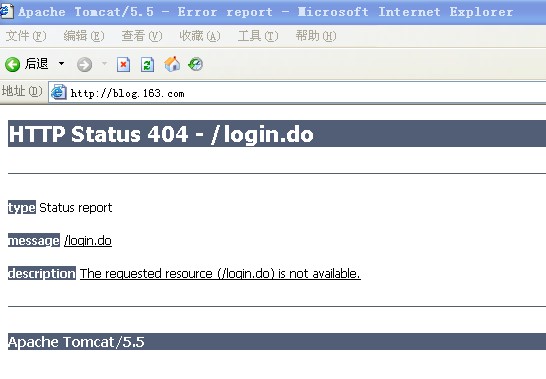 Apache Tomcat/5.5 - Error report - Microsoft Internet Explorer
文件(F) 编辑(E) 查看(V) 收藏(A) 工具(T) 帮助(H)
后退
地址(D) http://blog.163.com
HTTP Status 404 - /login.do
type Status report
message /login.do
description The requested resource (/login.do) is not available.
Apache Tomcat/5.5